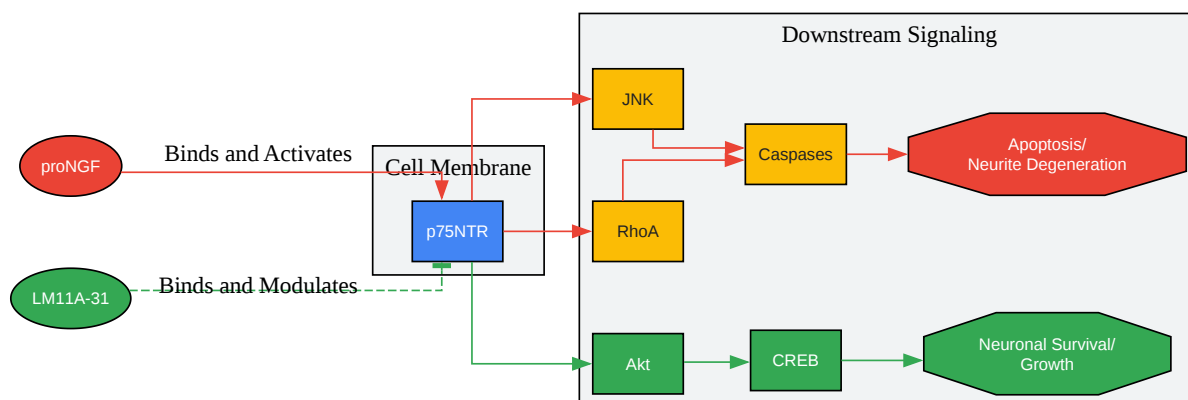 Downstream Signaling
JNK
proNGF
Binds and Activates
Cell Membrane
Caspases
Apoptosis/
Neurite Degeneration
p75NTR
RhoA
LM11A-31
Binds and Modulates
Akt
CREB
Neuronal Survival/
Growth